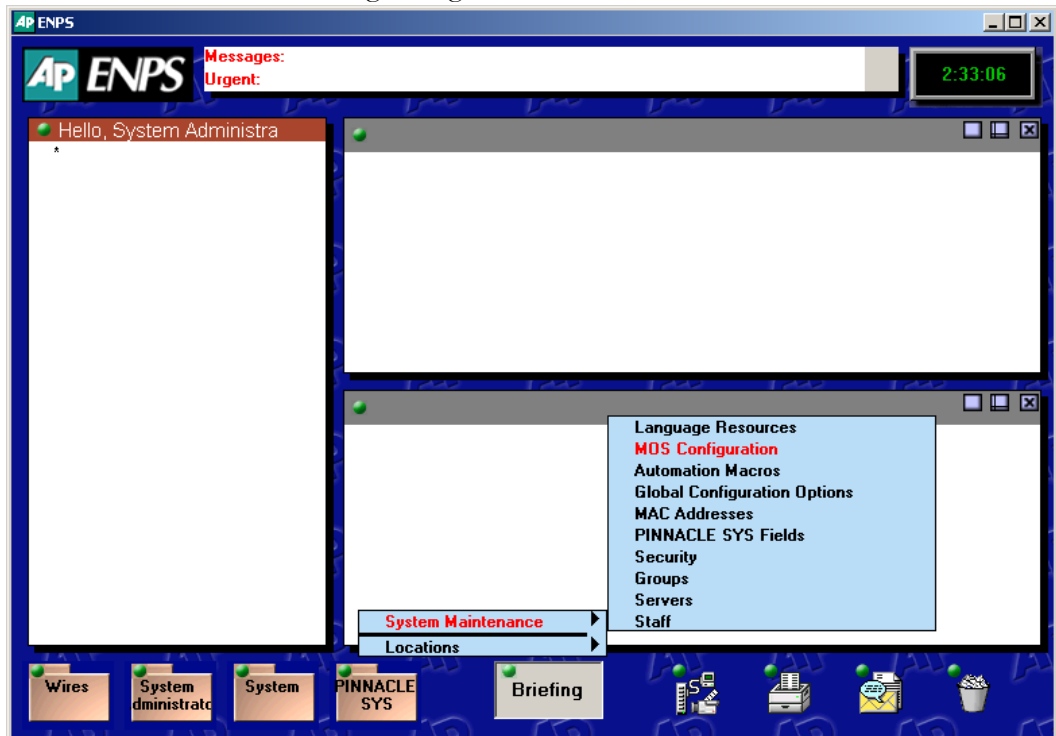 AP ENPS
AP ENPS
Messages:
Urgent:
2:33:06
Hello, System Administra
*
Language Resources
MOS Configuration
Automation Macros
Global Configuration Options
MAC Addresses
PINNACLE SYS Fields
Security
Groups
Servers
Staff
System Maintenance
Locations
Wires
System
dministratc
System
PINNACLE
SYS
Briefing